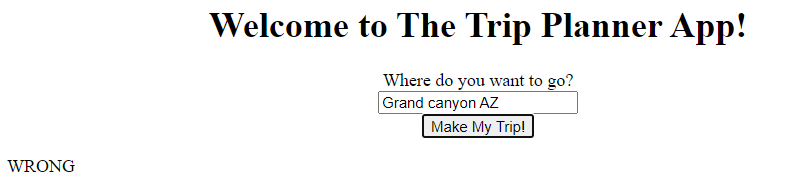 Welcome to The Trip Planner App!
Where do you want to go?
Grand canyon AZ
Make My Trip!
WRONG